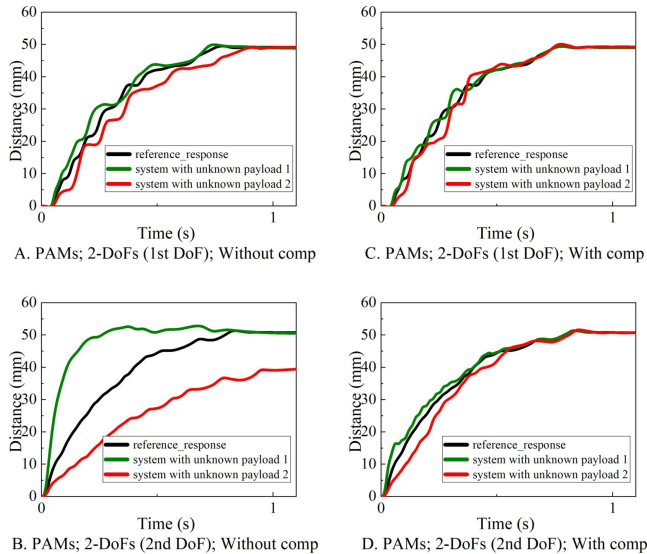 60
50
40
30
20
10
0
Distance (mm)
reference_response
system with unknown payload 1
system with unknown payload 2
0
1
Time (s)
A. PAMs; 2-DoFs (1st DoF); Without comp
60
50
40
30
20
10
0
Distance (mm)
reference_response
system with unknown payload 1
system with unknown payload 2
0
1
Time (s)
C. PAMs; 2-DoFs (1st DoF); With comp
60
50
40
30
20
10
0
Distance (mm)
reference_response
system with unknown payload 1
system with unknown payload 2
0
1
Time (s)
B. PAMs; 2-DoFs (2nd DoF); Without comp
60
50
40
30
20
10
0
Distance (mm)
reference_response
system with unknown payload 1
system with unknown payload 2
0
1
Time (s)
D. PAMs; 2-DoFs (2nd DoF); With comp